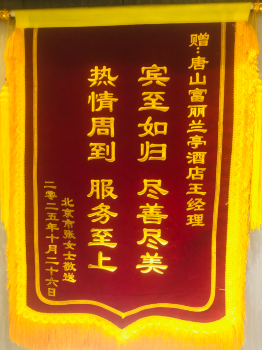 赠：唐山富丽兰亭酒店王经理
宾至如归 尽善尽美
热情周到 服务至上
北京市张女士敬送
二零二五年十月二十六日